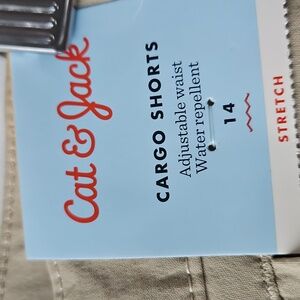 Cat & Jack
CARGO SHORTS
Adjustable waist
Water repellent
14
STRETCH